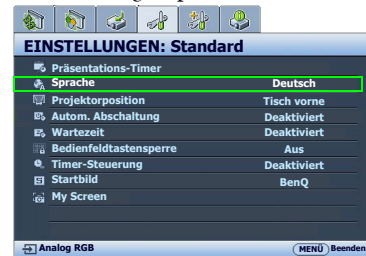 EINSTELLUNGEN: Standard
Präsentations-Timer
Sprache Deutsch
Projektorposition Tisch vorne
Autom. Abschaltung Deaktiviert
Wartezeit Deaktiviert
Bedienfeldtastensperre Aus
Timer-Steuerung Deaktiviert
Startbild BenQ
My Screen
Analog RGB MENÜ Beenden